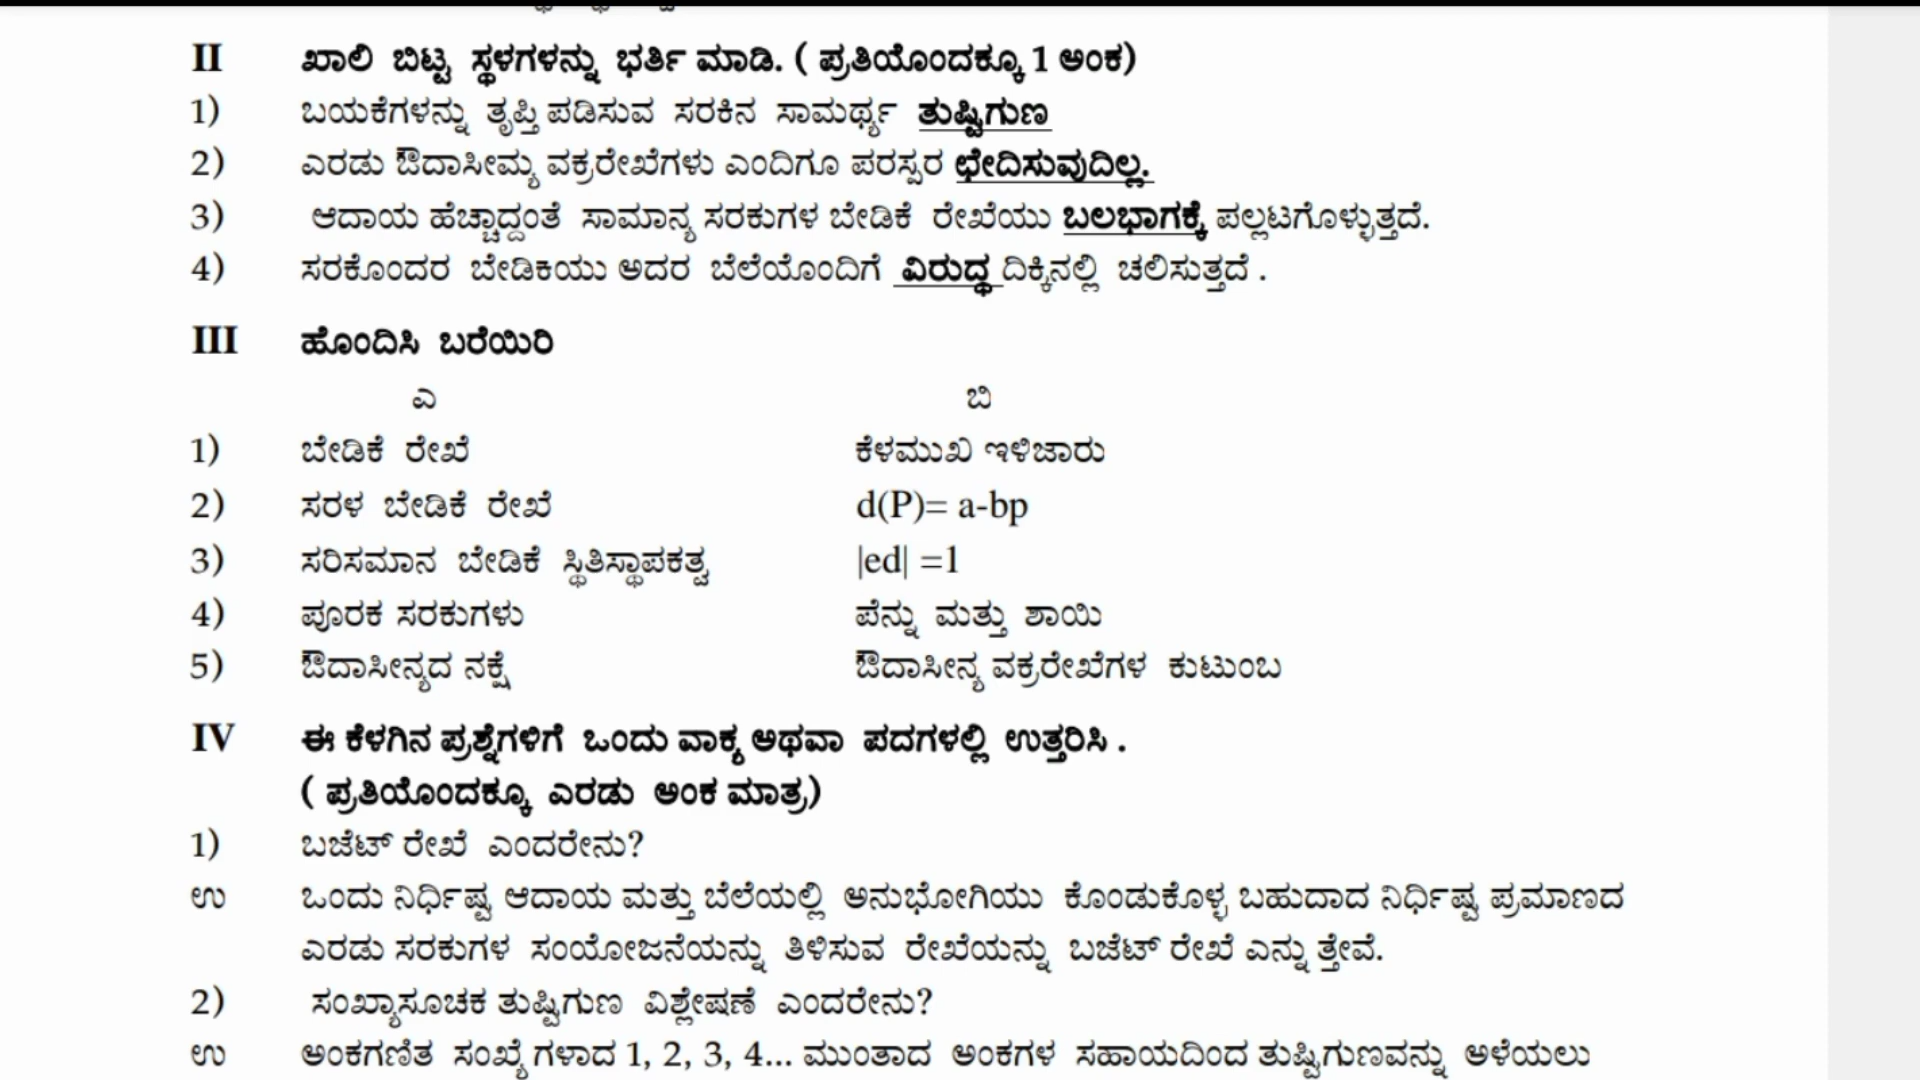 II ಖಾಲಿ ಬಿಟ್ಟ ಸ್ಥಳಗಳನ್ನು ಭರ್ತಿ ಮಾಡಿ. ( ಪ್ರತಿಯೊಂದಕ್ಕೂ 1 ಅಂಕ)
1) ಬಯಕೆಗಳನ್ನು ತೃಪ್ತಿ ಪಡಿಸುವ ಸರಕಿನ ಸಾಮರ್ಥ್ಯ ತುಷ್ಟಿಗುಣ
2) ಎರಡು ಔದಾಸೀಮ್ಯ ವಕ್ರರೇಖೆಗಳು ಎಂದಿಗೂ ಪರಸ್ಪರ ಛೇದಿಸುವುದಿಲ್ಲ.
3) ಆದಾಯ ಹೆಚ್ಚಾದ್ದಂತೆ ಸಾಮಾನ್ಯ ಸರಕುಗಳ ಬೇಡಿಕೆ ರೇಖೆಯು ಬಲಭಾಗಕ್ಕೆ ಪಲ್ಲಟಗೊಳ್ಳುತ್ತದೆ.
4) ಸರಕೊಂದರ ಬೇಡಿಕಯು ಅದರ ಬೆಲೆಯೊಂದಿಗೆ ವಿರುದ್ಧ ದಿಕ್ಕಿನಲ್ಲಿ ಚಲಿಸುತ್ತದೆ .
III ಹೊಂದಿಸಿ ಬರೆಯಿರಿ
ಎ ಬಿ
1) ಬೇಡಿಕೆ ರೇಖೆ ಕೆಳಮುಖ ಇಳಿಜಾರು
2) ಸರಳ ಬೇಡಿಕೆ ರೇಖೆ d(P)= a-bp
3) ಸರಿಸಮಾನ ಬೇಡಿಕೆ ಸ್ಥಿತಿಸ್ಥಾಪಕತ್ವ |ed| =1
4) ಪೂರಕ ಸರಕುಗಳು ಪೆನ್ನು ಮತ್ತು ಶಾಯಿ
5) ಔದಾಸೀನ್ಯದ ನಕ್ಷೆ ಔದಾಸೀನ್ಯ ವಕ್ರರೇಖೆಗಳ ಕುಟುಂಬ
IV ಈ ಕೆಳಗಿನ ಪ್ರಶ್ನೆಗಳಿಗೆ ಒಂದು ವಾಕ್ಯ ಅಥವಾ ಪದಗಳಲ್ಲಿ ಉತ್ತರಿಸಿ .
( ಪ್ರತಿಯೊಂದಕ್ಕೂ ಎರಡು ಅಂಕ ಮಾತ್ರ)
1) ಬಜೆಟ್ ರೇಖೆ ಎಂದರೇನು?
ಉ ಒಂದು ನಿರ್ಧಿಷ್ಟ ಆದಾಯ ಮತ್ತು ಬೆಲೆಯಲ್ಲಿ ಅನುಭೋಗಿಯು ಕೊಂಡುಕೊಳ್ಳ ಬಹುದಾದ ನಿರ್ಧಿಷ್ಟ ಪ್ರಮಾಣದ
ಎರಡು ಸರಕುಗಳ ಸಂಯೋಜನೆಯನ್ನು ತಿಳಿಸುವ ರೇಖೆಯನ್ನು ಬಜೆಟ್ ರೇಖೆ ಎನ್ನು ತ್ತೇವೆ.
2) ಸಂಖ್ಯಾಸೂಚಕ ತುಷ್ಟಿಗುಣ ವಿಶ್ಲೇಷಣೆ ಎಂದರೇನು?
ಉ ಅಂಕಗಣಿತ ಸಂಖ್ಯೆ ಗಳಾದ 1, 2, 3, 4... ಮುಂತಾದ ಅಂಕಗಳ ಸಹಾಯದಿಂದ ತುಷ್ಟಿಗುಣವನ್ನು ಅಳೆಯಲು